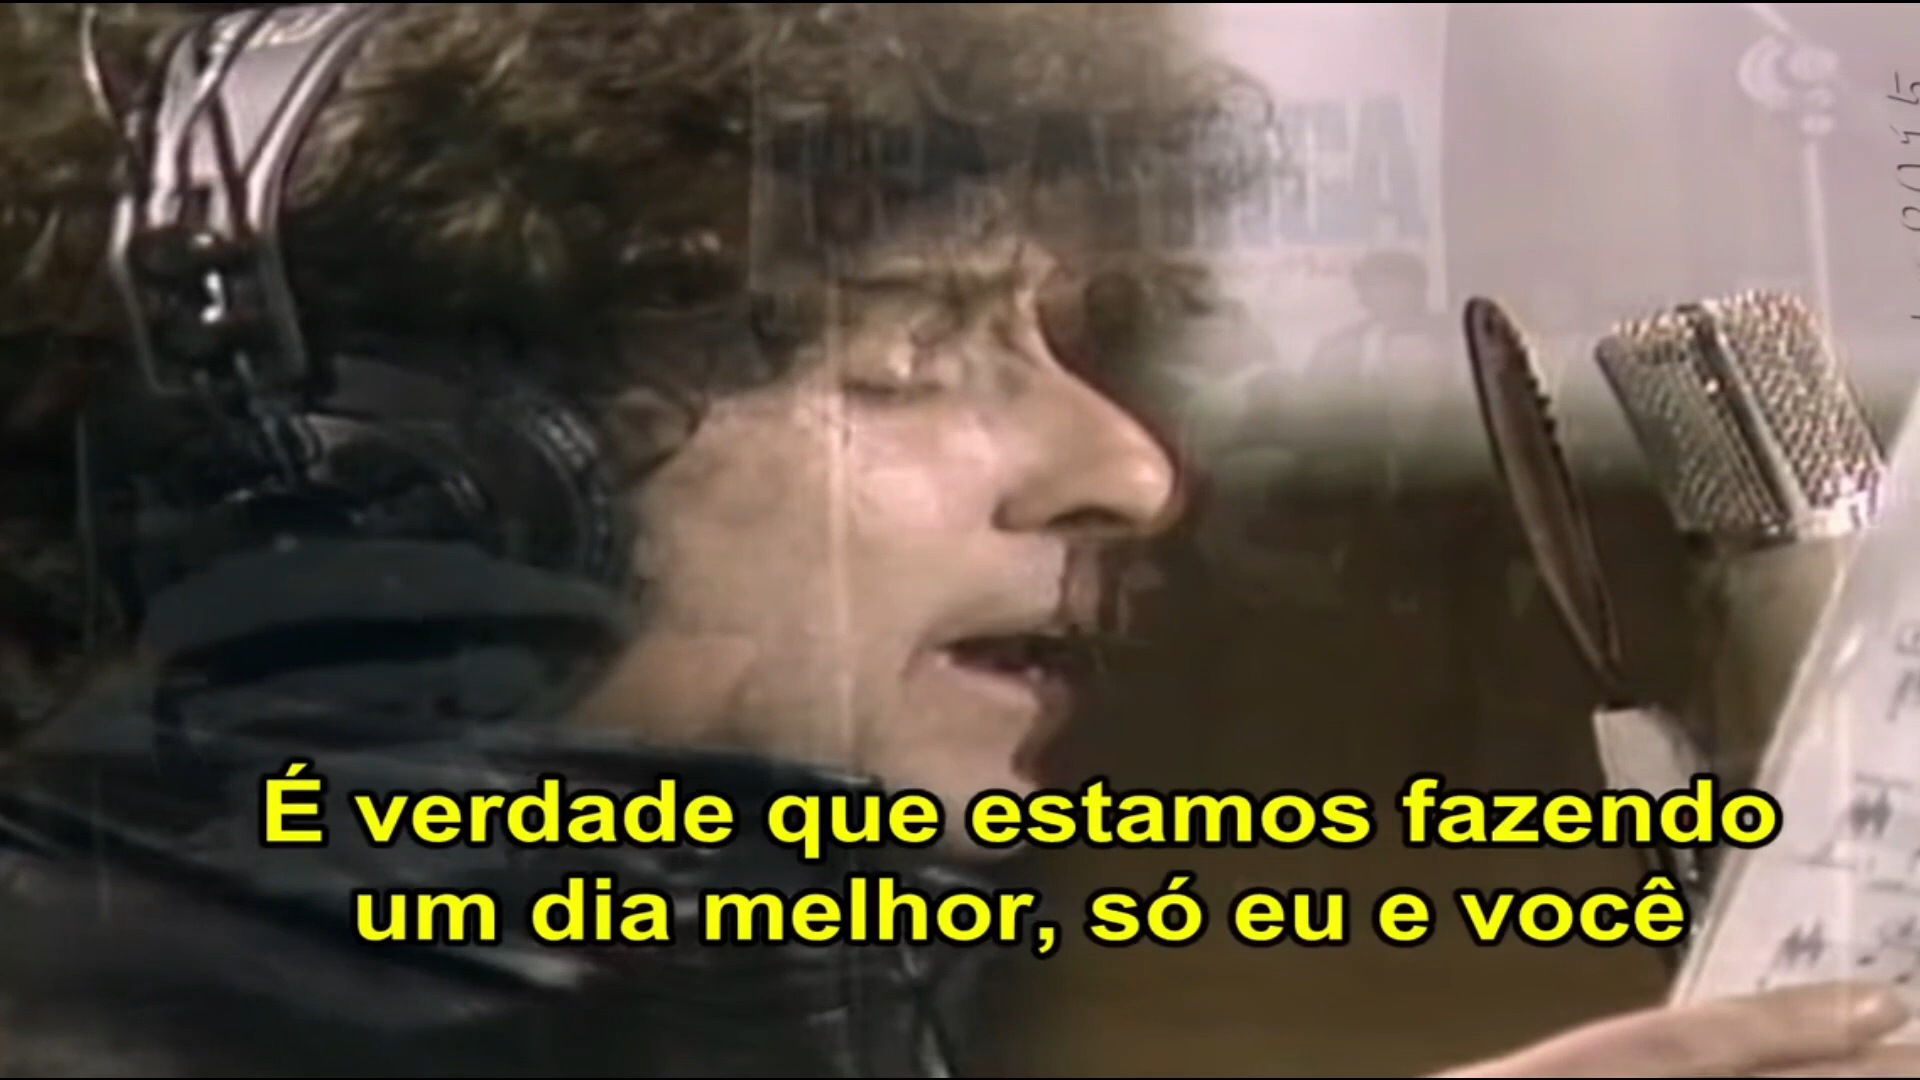 É verdade que estamos fazendo
um dia melhor, só eu e você